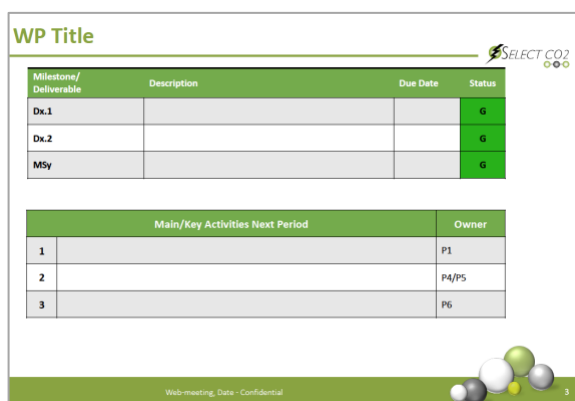 WP Title
SELECT CO2
Milestone/ Description Due Date Status
Deliverable
Dx.1 G
Dx.2 G
MSy G
Main/Key Activities Next Period Owner
1 P1
2 P4/P5
3 P6
Web-meeting, Date - Confidential 3